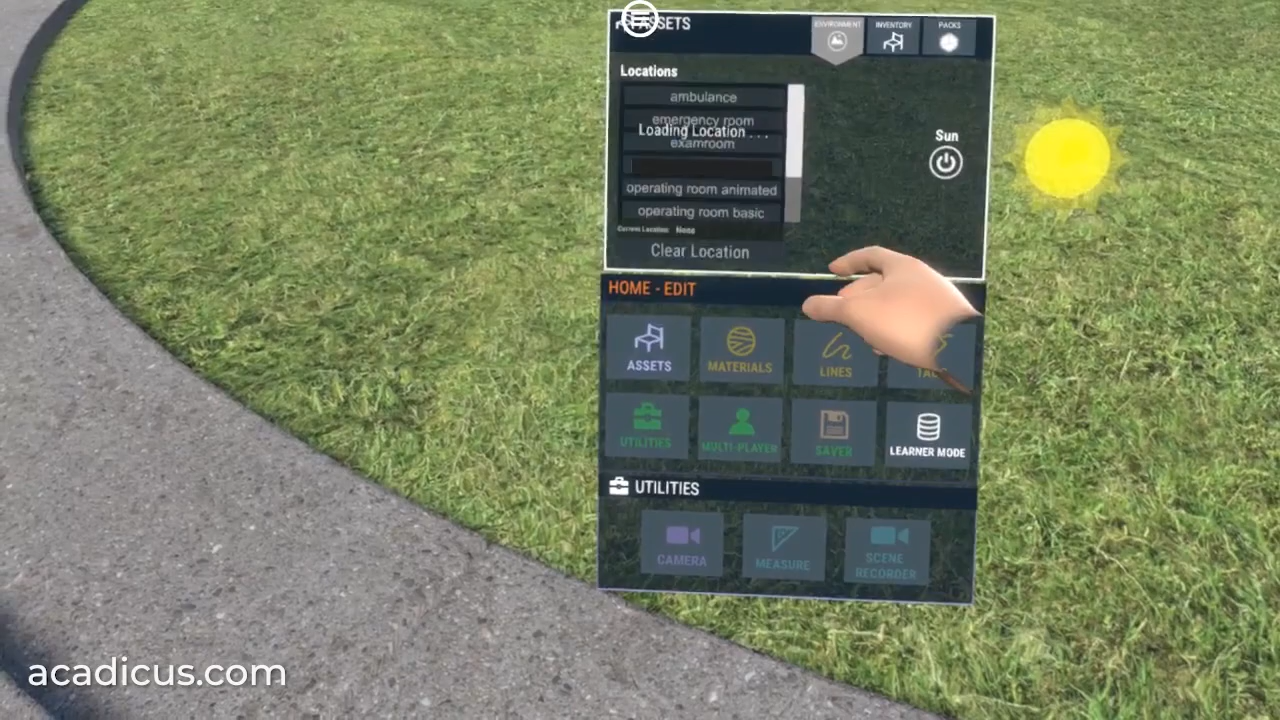 ASSETS
ENVIRONMENT
INVENTORY
PACKS
Locations
ambulance
emergency room
Loading Location . . .
examroom
operating room animated
operating room basic
Current Location: None
Clear Location
Sun
HOME - EDIT
ASSETS
MATERIALS
LINES
UTILITIES
MULTI-PLAYER
SAVER
LEARNER MODE
UTILITIES
CAMERA
MEASURE
SCENE
RECORDER
acadicus.com